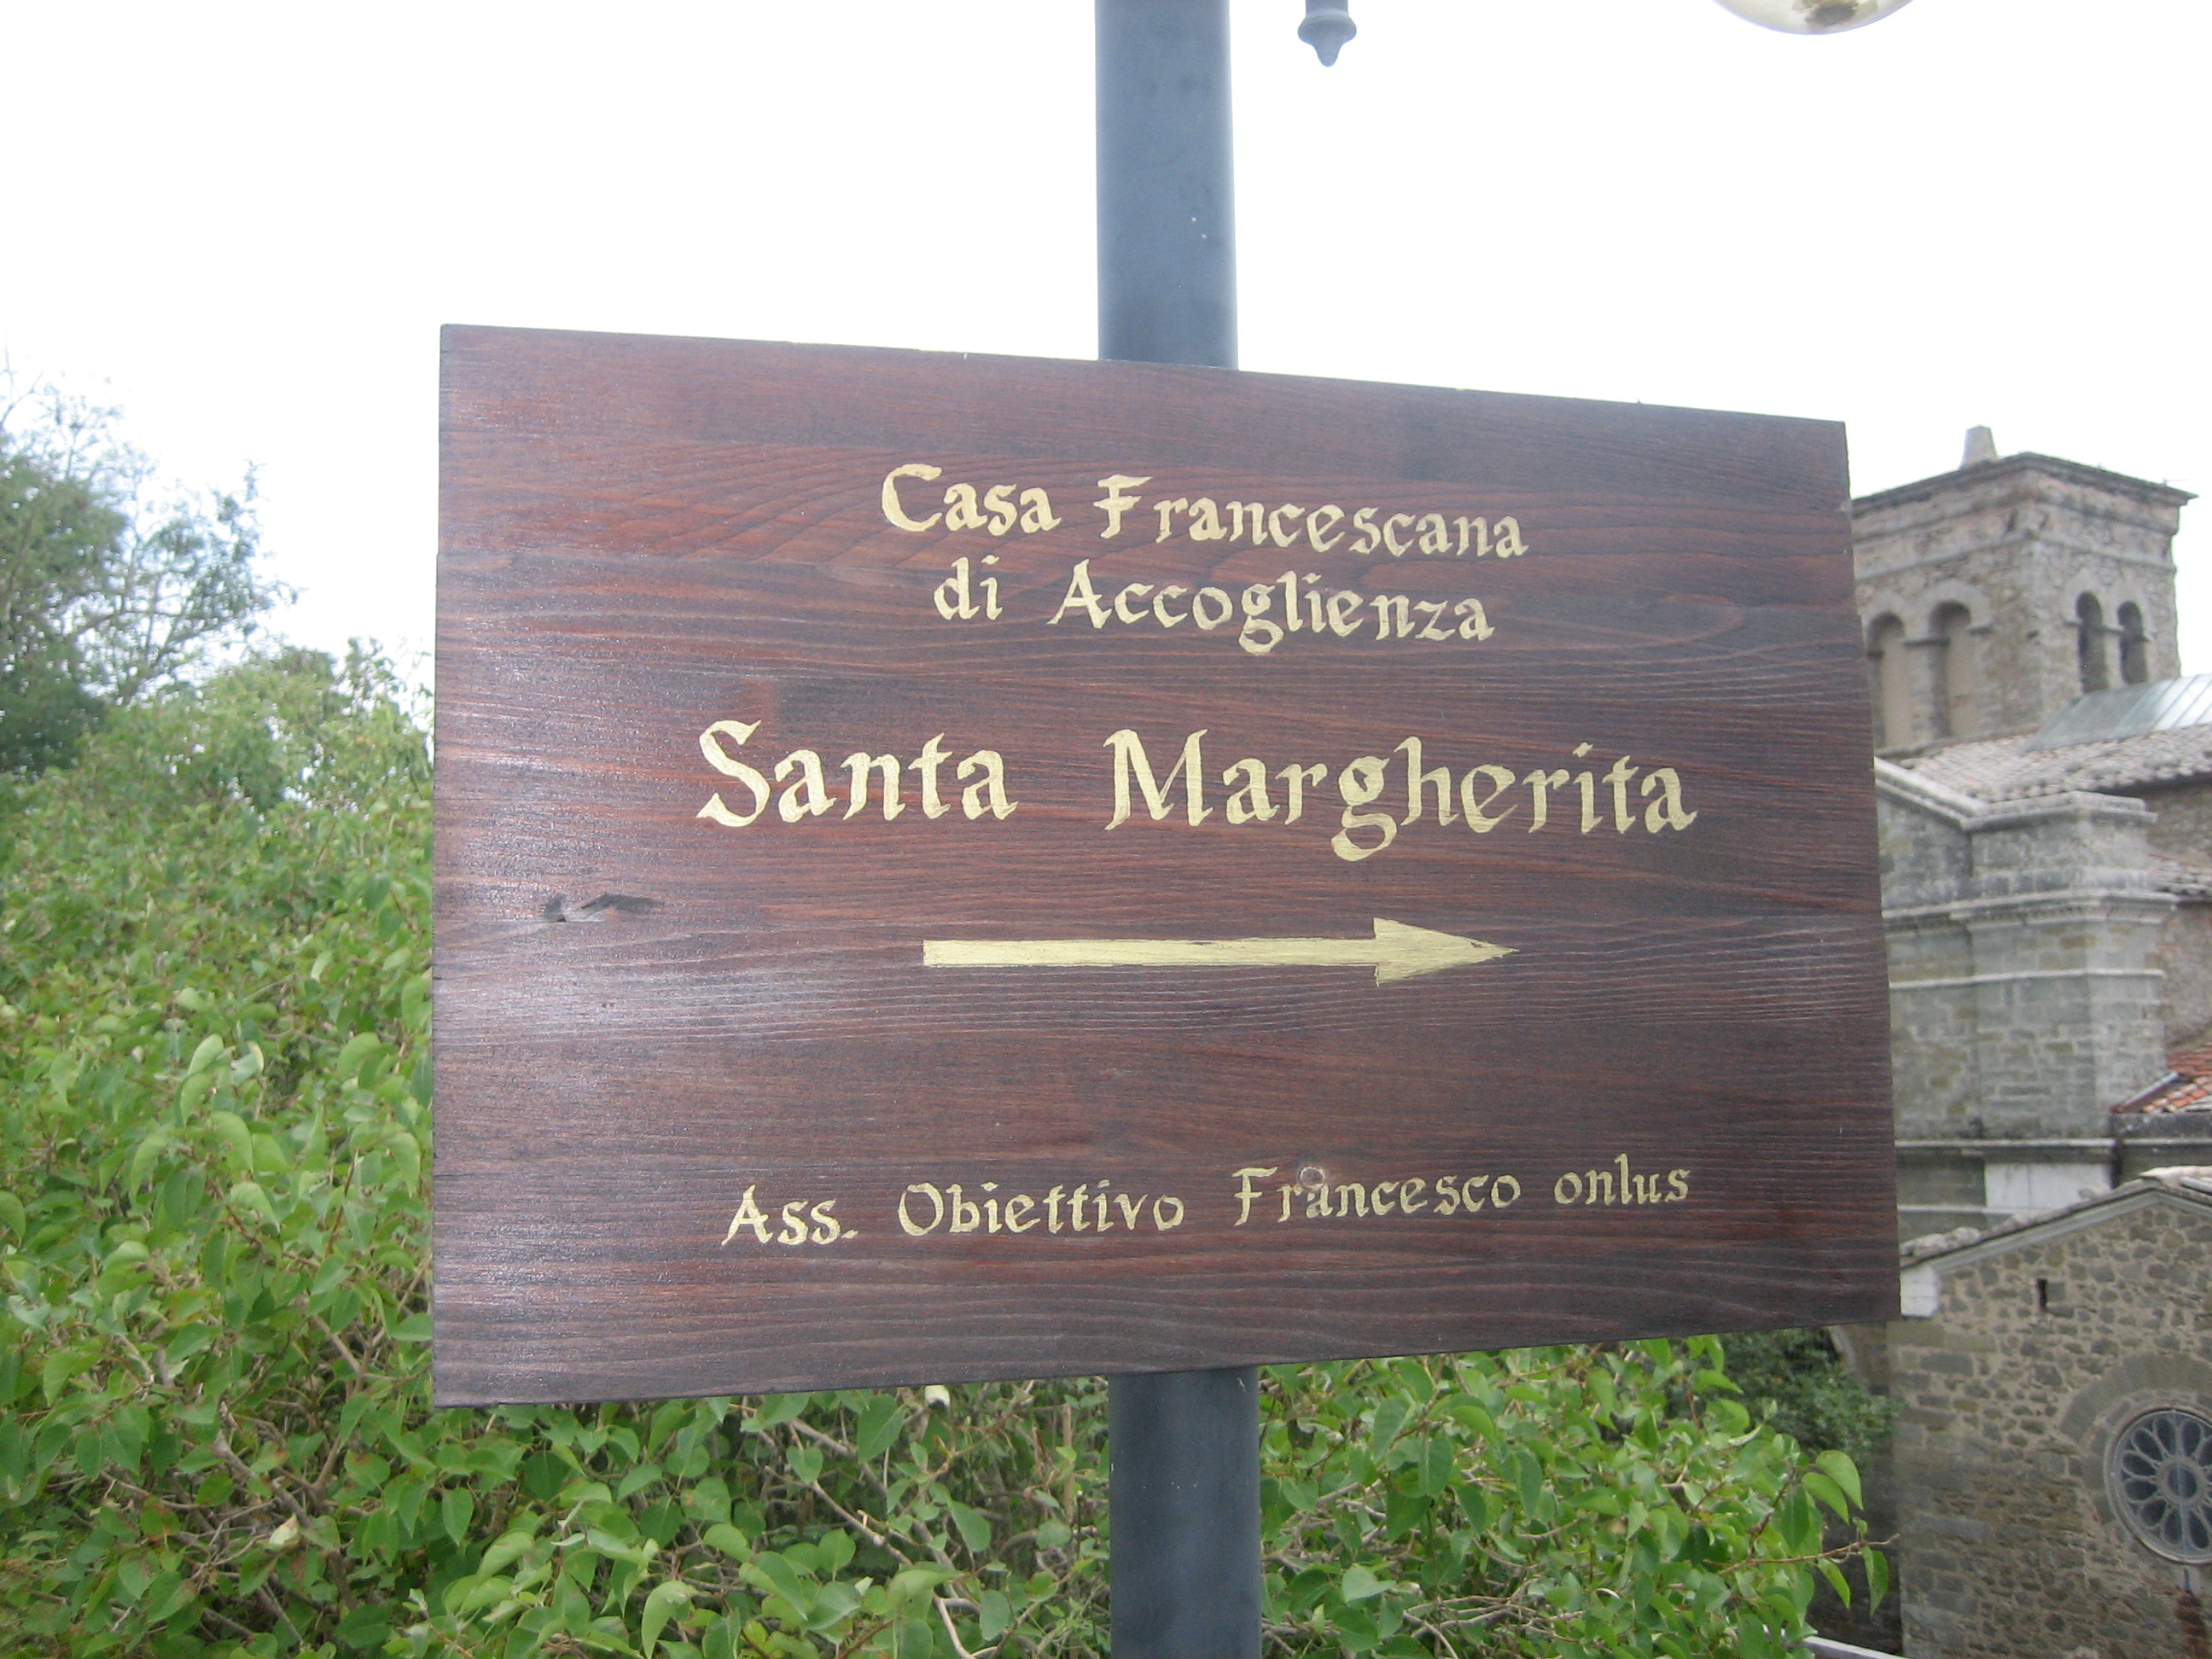 Casa Francescana
di Accoglienza
Santa Margherita
Ass. Obiettivo Francesco onlus